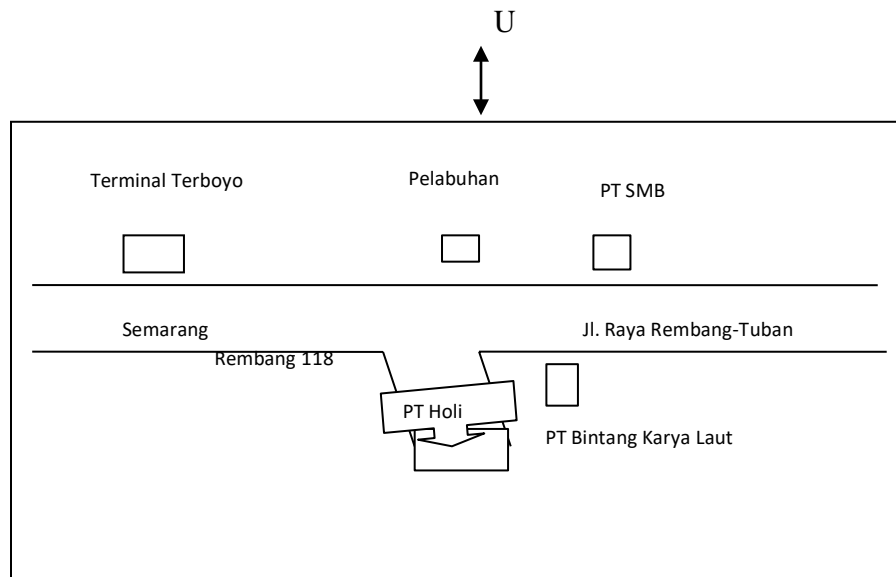 U
Terminal Terboyo
Pelabuhan
PT SMB
Semarang
Jl. Raya Rembang-Tuban
Rembang 118
PT Holi
PT Bintang Karya Laut